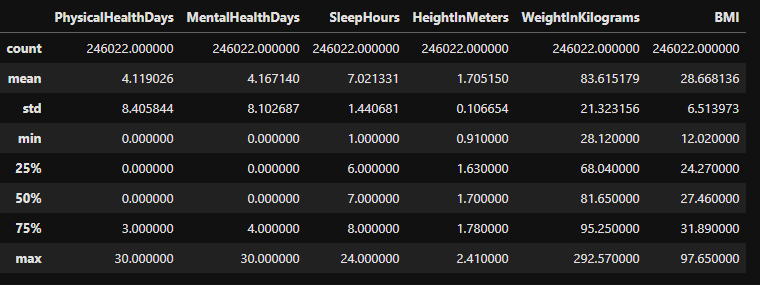 PhysicalHealthDays MentalHealthDays SleepHours HeightInMeters WeightInKilograms BMI
count 246022.000000 246022.000000 246022.000000 246022.000000 246022.000000 246022.000000
mean 4.119026 4.167140 7.021331 1.705150 83.615179 28.668136
std 8.405844 8.102687 1.440681 0.106654 21.323156 6.513973
min 0.000000 0.000000 1.000000 0.910000 28.120000 12.020000
25% 0.000000 0.000000 6.000000 1.630000 68.040000 24.270000
50% 0.000000 0.000000 7.000000 1.700000 81.650000 27.460000
75% 3.000000 4.000000 8.000000 1.780000 95.250000 31.890000
max 30.000000 30.000000 24.000000 2.410000 292.570000 97.650000